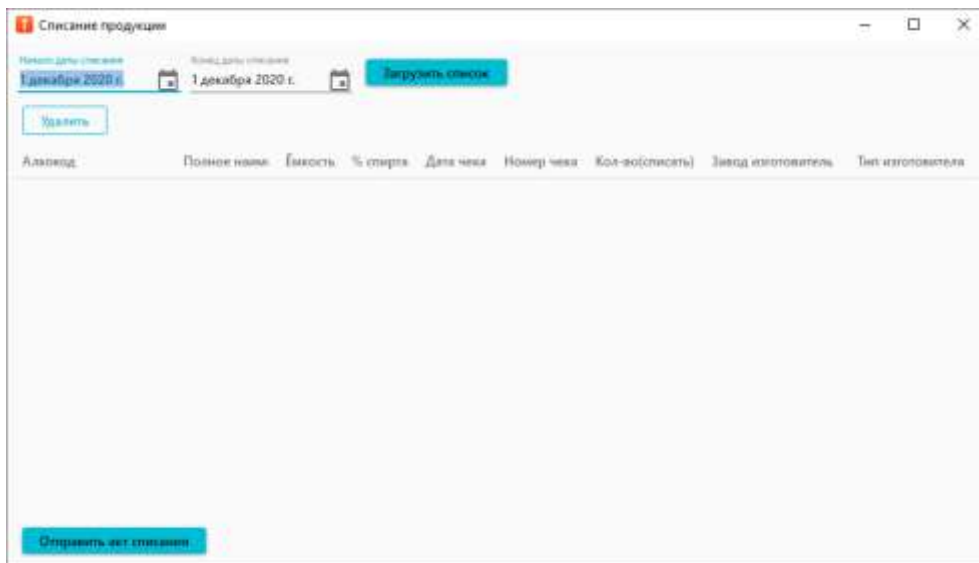 Списание продукции
Начало даты списания Конец даты списания
1 декабря 2020 г. 1 декабря 2020 г. Загрузить список
Удалить
Алкокод Полное наим Ёмкость % спирта Дата чека Номер чека Кол-во(списать) Завод изготовитель Тип изготовителя
Отправить акт списания